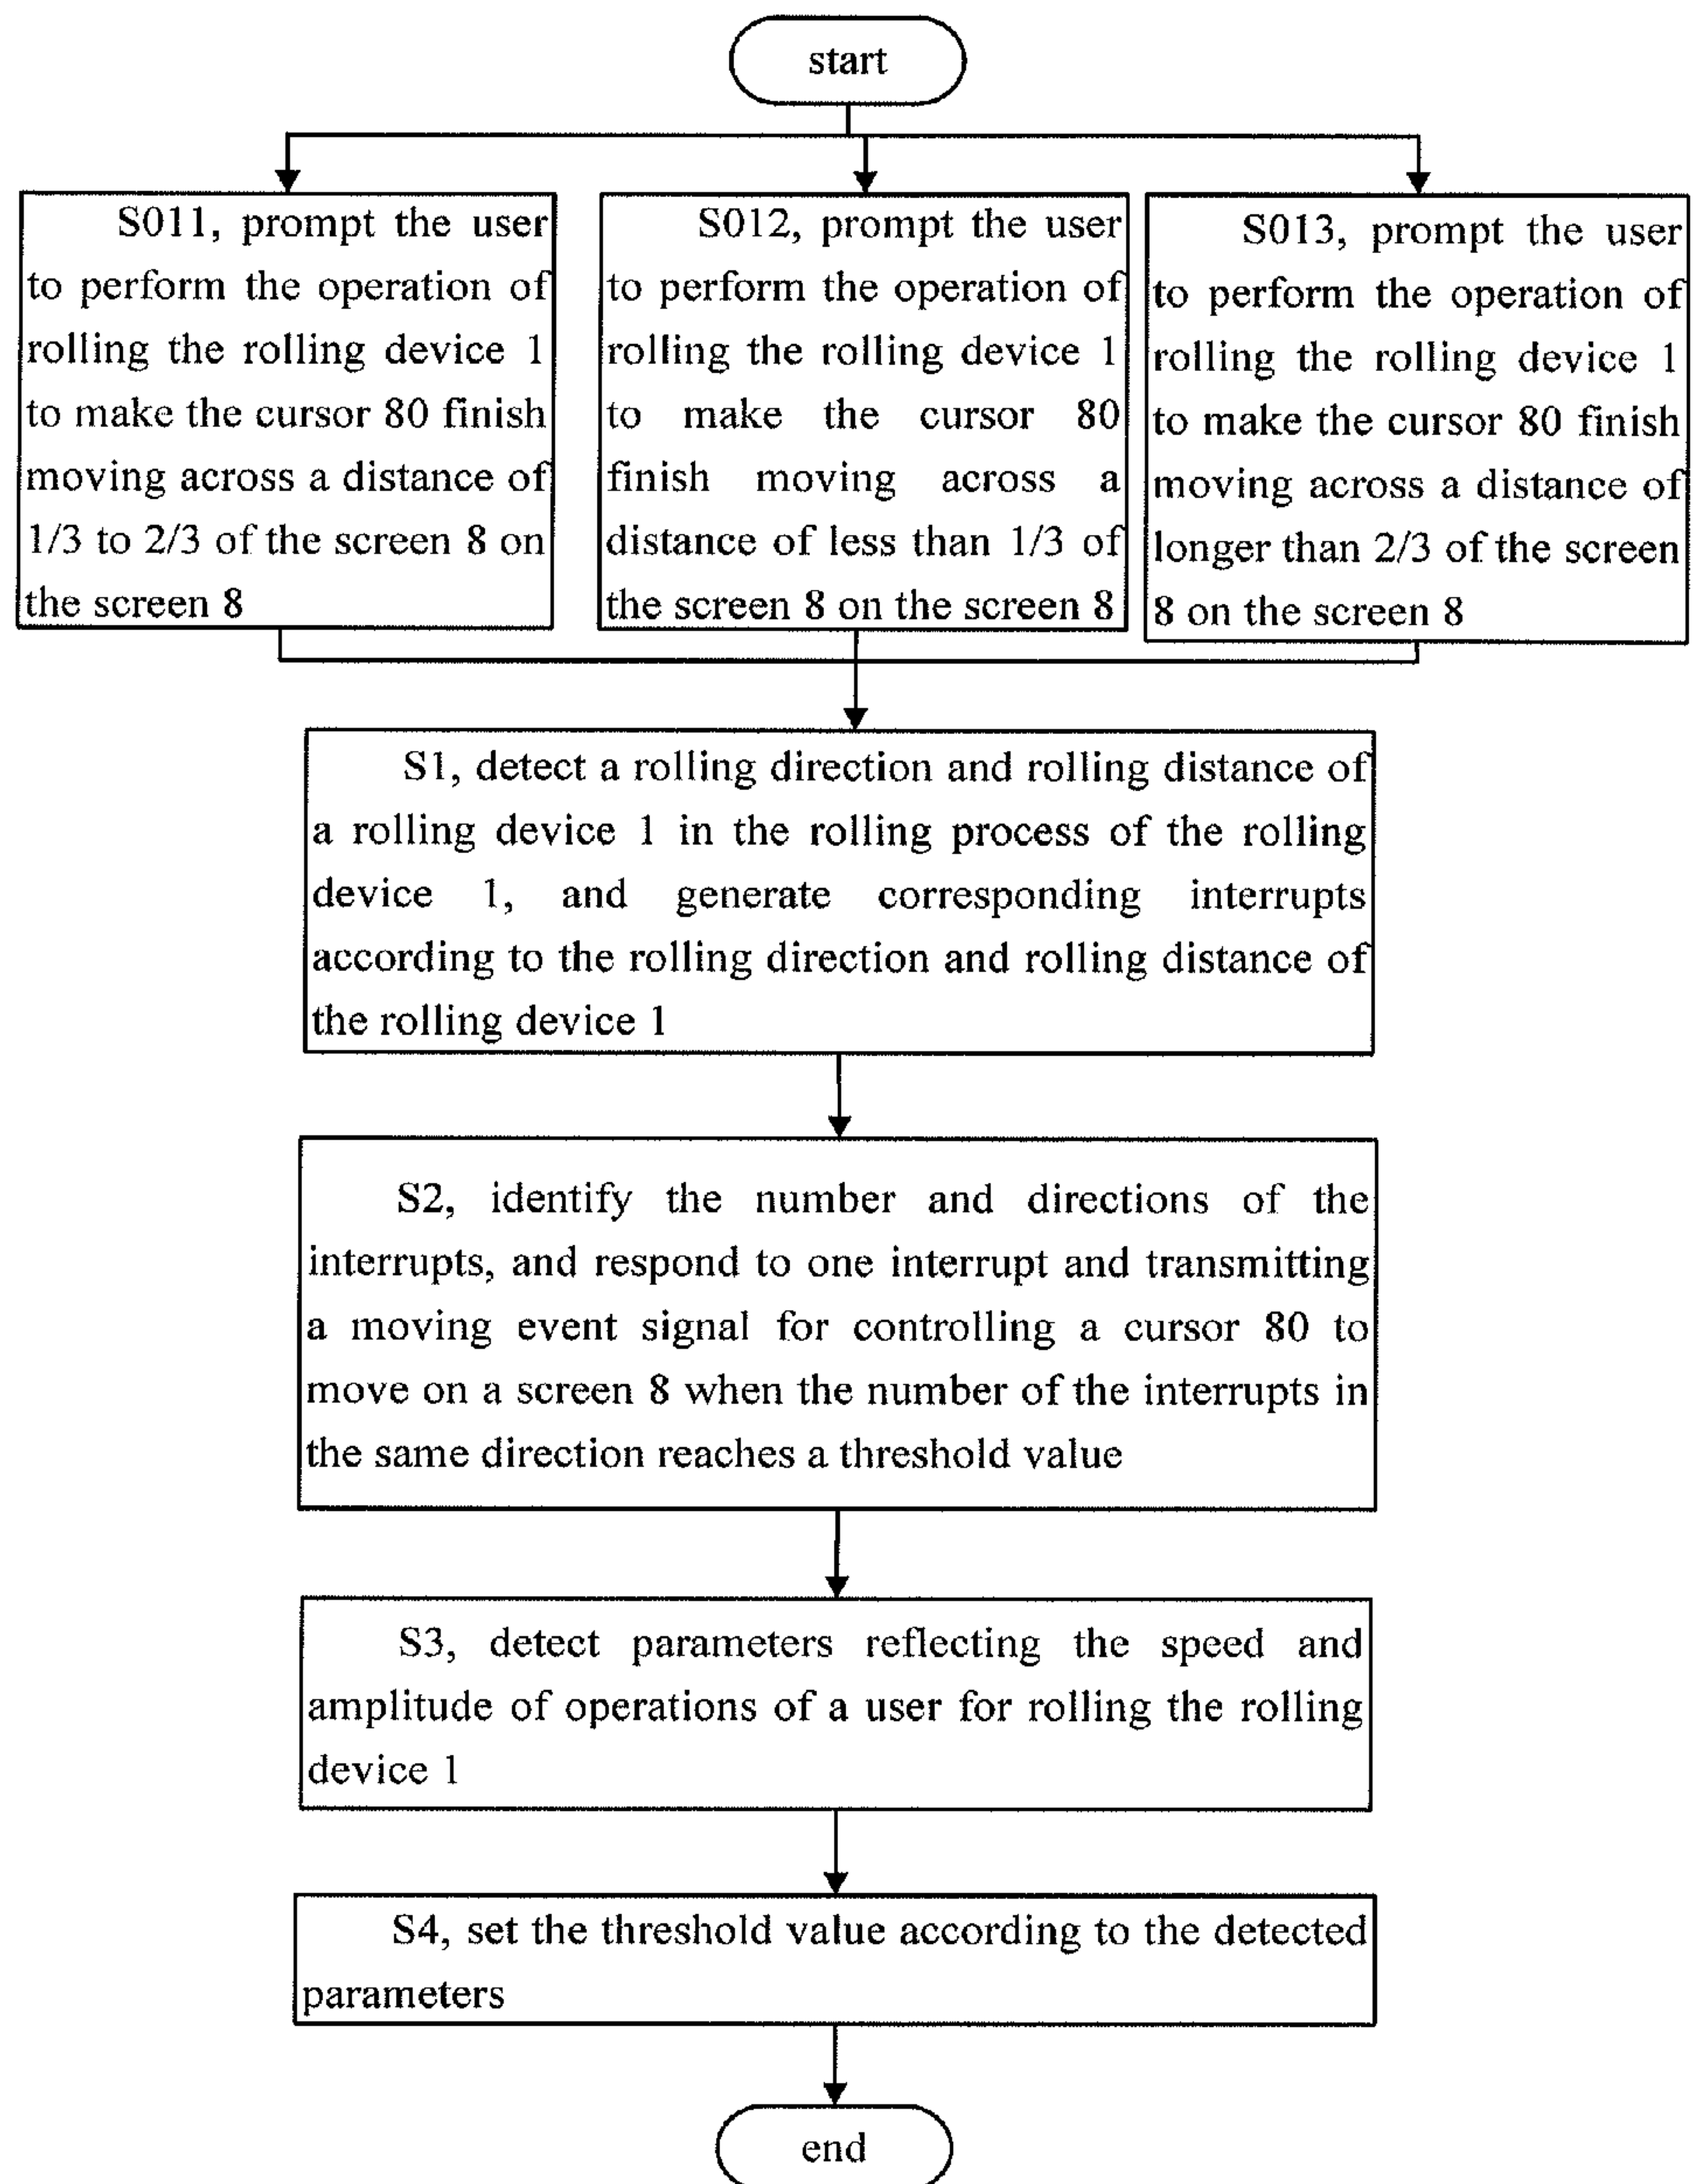 start
S011, prompt the user
to perform the operation of
rolling the rolling device 1
to make the cursor 80 finish
moving across a distance of
1/3 to 2/3 of the screen 8 on
the screen 8
S012, prompt the user
to perform the operation of
rolling the rolling device 1
to make the cursor 80
finish moving across a
distance of less than 1/3 of
the screen 8 on the screen 8
S013, prompt the user
to perform the operation of
rolling the rolling device 1
to make the cursor 80 finish
moving across a distance of
longer than 2/3 of the screen
8 on the screen 8
S1, detect a rolling direction and rolling distance of
a rolling device 1 in the rolling process of the rolling
device 1, and generate corresponding interrupts
according to the rolling direction and rolling distance of
the rolling device 1
S2, identify the number and directions of the
interrupts, and respond to one interrupt and transmitting
a moving event signal for controlling a cursor 80 to
move on a screen 8 when the number of the interrupts in
the same direction reaches a threshold value
S3, detect parameters reflecting the speed and
amplitude of operations of a user for rolling the rolling
device 1
S4, set the threshold value according to the detected
parameters
end